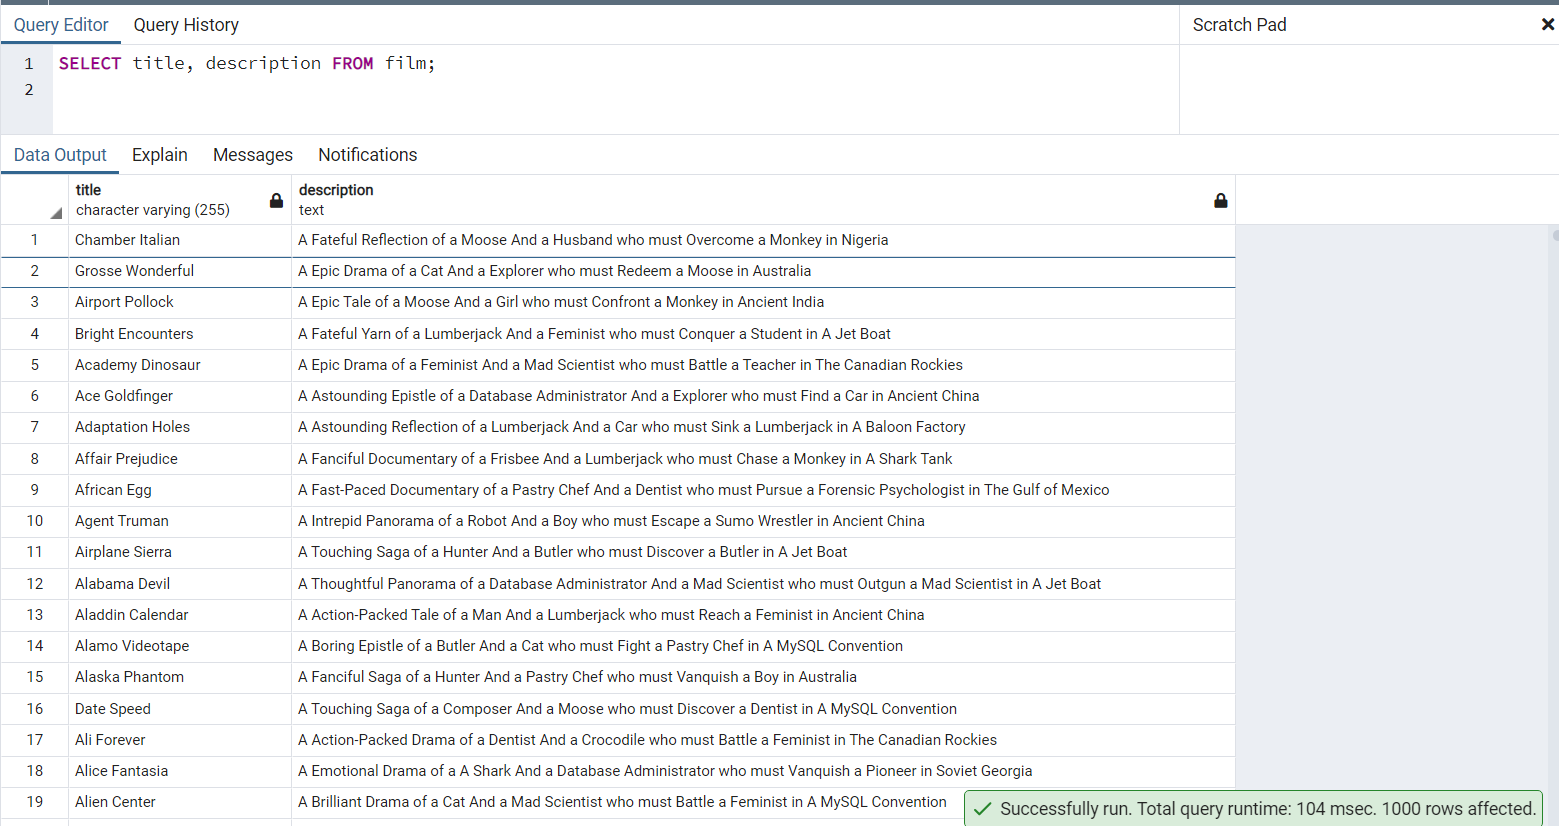 Query Editor Query History Scratch Pad
1 SELECT title, description FROM film;
2
Data Output Explain Messages Notifications
title description
character varying (255) text
1 Chamber Italian A Fateful Reflection of a Moose And a Husband who must Overcome a Monkey in Nigeria
2 Grosse Wonderful A Epic Drama of a Cat And a Explorer who must Redeem a Moose in Australia
3 Airport Pollock A Epic Tale of a Moose And a Girl who must Confront a Monkey in Ancient India
4 Bright Encounters A Fateful Yarn of a Lumberjack And a Feminist who must Conquer a Student in A Jet Boat
5 Academy Dinosaur A Epic Drama of a Feminist And a Mad Scientist who must Battle a Teacher in The Canadian Rockies
6 Ace Goldfinger A Astounding Epistle of a Database Administrator And a Explorer who must Find a Car in Ancient China
7 Adaptation Holes A Astounding Reflection of a Lumberjack And a Car who must Sink a Lumberjack in A Baloon Factory
8 Affair Prejudice A Fanciful Documentary of a Frisbee And a Lumberjack who must Chase a Monkey in A Shark Tank
9 African Egg A Fast-Paced Documentary of a Pastry Chef And a Dentist who must Pursue a Forensic Psychologist in The Gulf of Mexico
10 Agent Truman A Intrepid Panorama of a Robot And a Boy who must Escape a Sumo Wrestler in Ancient China
11 Airplane Sierra A Touching Saga of a Hunter And a Butler who must Discover a Butler in A Jet Boat
12 Alabama Devil A Thoughtful Panorama of a Database Administrator And a Mad Scientist who must Outgun a Mad Scientist in A Jet Boat
13 Aladdin Calendar A Action-Packed Tale of a Man And a Lumberjack who must Reach a Feminist in Ancient China
14 Alamo Videotape A Boring Epistle of a Butler And a Cat who must Fight a Pastry Chef in A MySQL Convention
15 Alaska Phantom A Fanciful Saga of a Hunter And a Pastry Chef who must Vanquish a Boy in Australia
16 Date Speed A Touching Saga of a Composer And a Moose who must Discover a Dentist in A MySQL Convention
17 Ali Forever A Action-Packed Drama of a Dentist And a Crocodile who must Battle a Feminist in The Canadian Rockies
18 Alice Fantasia A Emotional Drama of a A Shark And a Database Administrator who must Vanquish a Pioneer in Soviet Georgia
19 Alien Center A Brilliant Drama of a Cat And a Mad Scientist who must Battle a Feminist in A MySQL Convention
Successfully run. Total query runtime: 104 msec. 1000 rows affected.